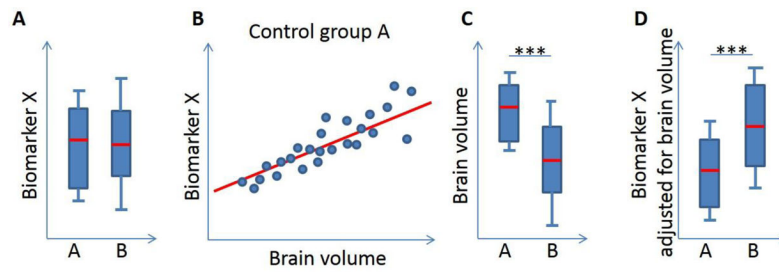 A
Biomarker X
A B
B
Control group A
Biomarker X
Brain volume
C
***
Brain volume
A B
D
***
Biomarker X
adjusted for brain volume
A B